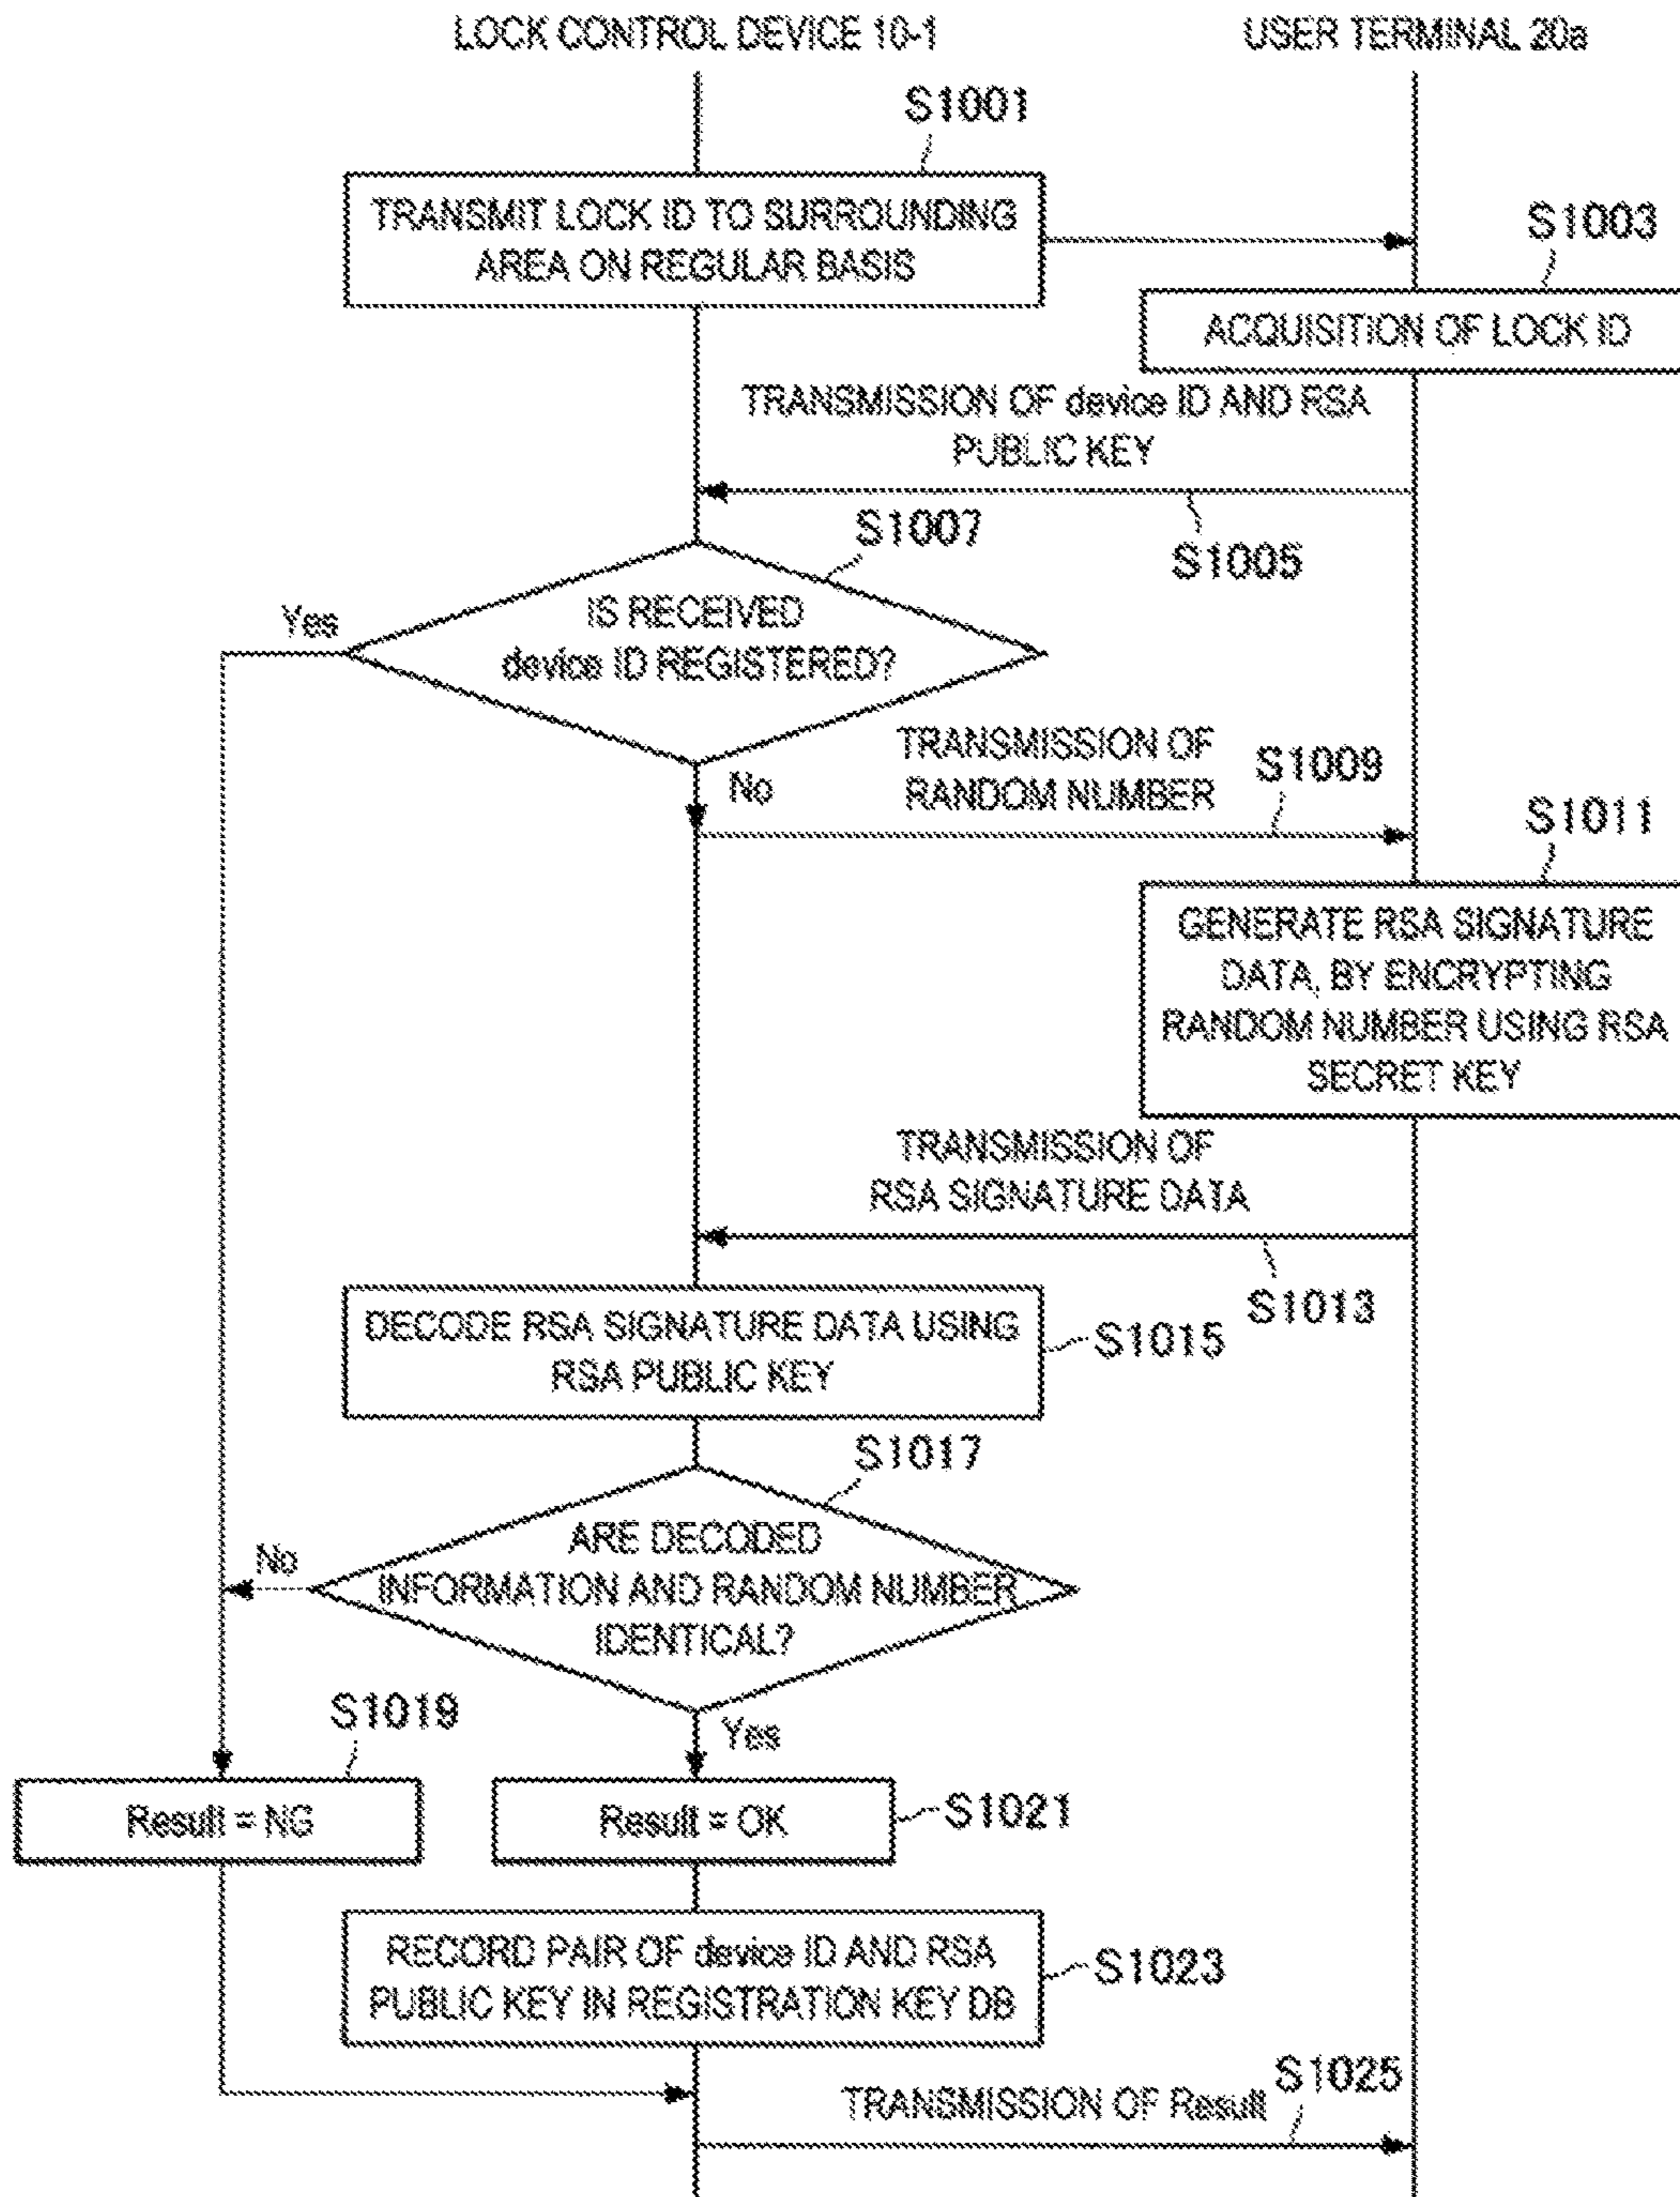 LOCK CONTROL DEVICE 10-1
USER TERMINAL 20a
S1001
TRANSMIT LOCK ID TO SURROUNDING
AREA ON REGULAR BASIS
S1003
ACQUISITION OF LOCK ID
TRANSMISSION OF device ID AND RSA
PUBLIC KEY
S1005
S1007
IS RECEIVED
device ID REGISTERED?
Yes
No
TRANSMISSION OF
RANDOM NUMBER
S1009
S1011
GENERATE RSA SIGNATURE
DATA, BY ENCRYPTING
RANDOM NUMBER USING RSA
SECRET KEY
TRANSMISSION OF
RSA SIGNATURE DATA
S1013
DECODE RSA SIGNATURE DATA USING
RSA PUBLIC KEY
S1015
S1017
ARE DECODED
INFORMATION AND RANDOM NUMBER
IDENTICAL?
No
Yes
S1019
Result = NG
Result = OK
S1021
RECORD PAIR OF device ID AND RSA
PUBLIC KEY IN REGISTRATION KEY DB
S1023
TRANSMISSION OF Result
S1025